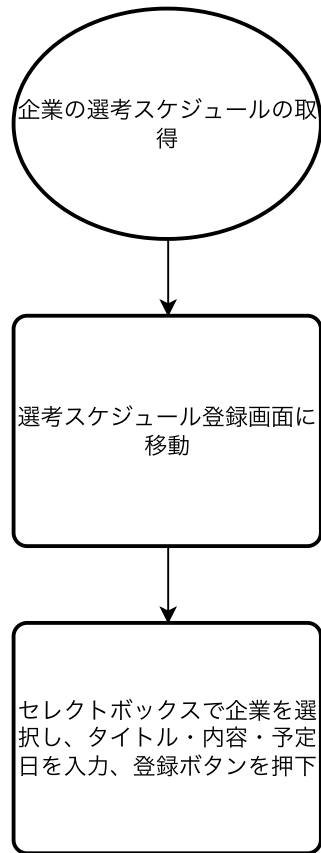 企業の選考スケジュールの取
得
選考スケジュール登録画面に
移動
セレクトボックスで企業を選
択し、タイトル・内容・予定
日を入力、登録ボタンを押下